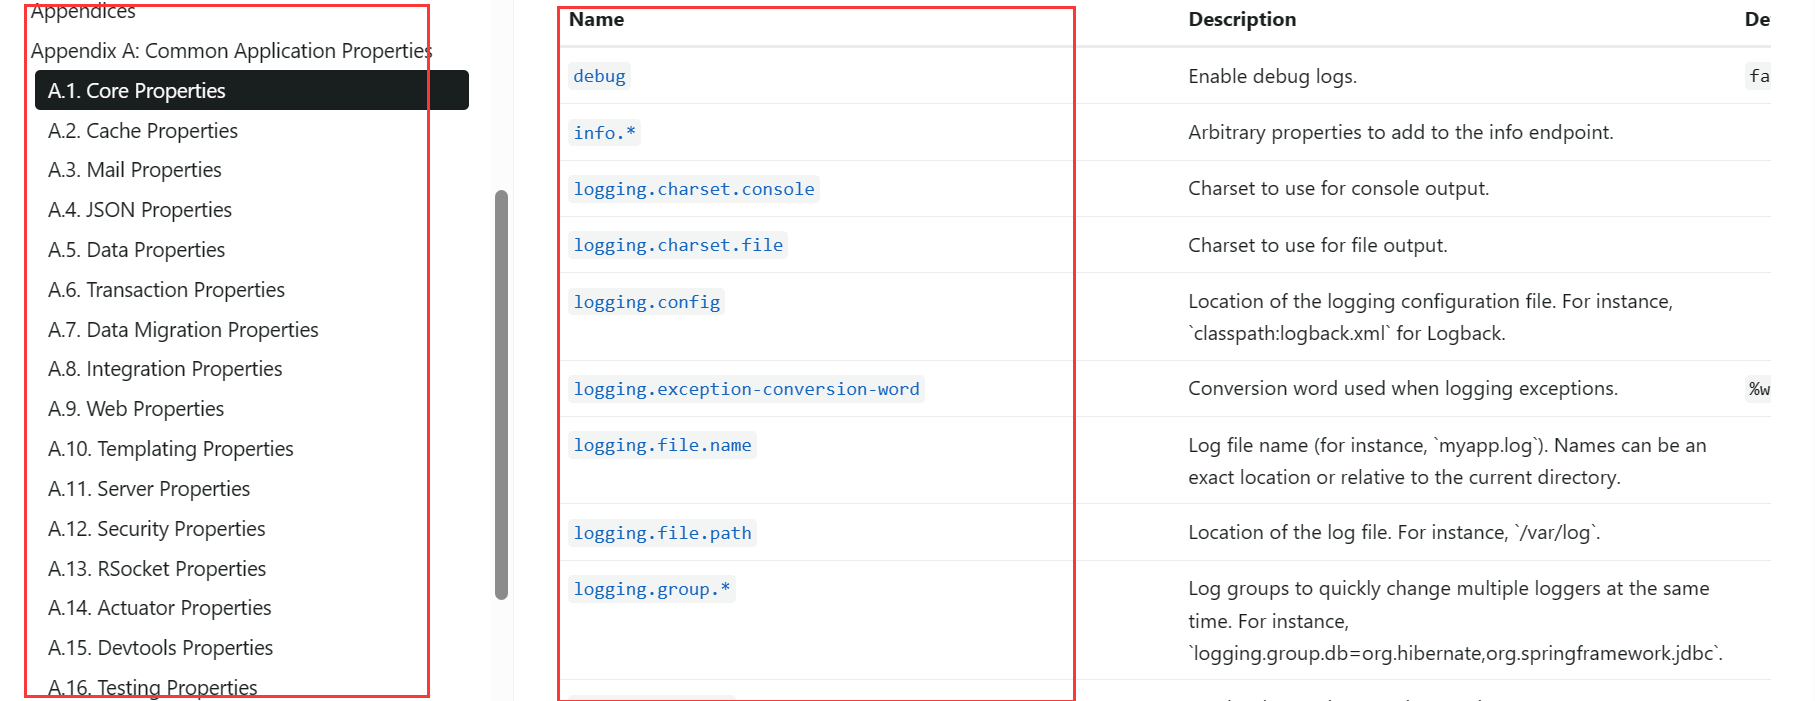 Appendices
Appendix A: Common Application Properties
A.1. Core Properties
A.2. Cache Properties
A.3. Mail Properties
A.4. JSON Properties
A.5. Data Properties
A.6. Transaction Properties
A.7. Data Migration Properties
A.8. Integration Properties
A.9. Web Properties
A.10. Templating Properties
A.11. Server Properties
A.12. Security Properties
A.13. RSocket Properties
A.14. Actuator Properties
A.15. Devtools Properties
A.16. Testing Properties
Name Description De
debug Enable debug logs. fa
info.* Arbitrary properties to add to the info endpoint.
logging.charset.console Charset to use for console output.
logging.charset.file Charset to use for file output.
logging.config Location of the logging configuration file. For instance,
`classpath:logback.xml` for Logback.
logging.exception-conversion-word Conversion word used when logging exceptions. %w
logging.file.name Log file name (for instance, `myapp.log`). Names can be an
exact location or relative to the current directory.
logging.file.path Location of the log file. For instance, `/var/log`.
logging.group.* Log groups to quickly change multiple loggers at the same
time. For instance,
`logging.group.db=org.hibernate,org.springframework.jdbc`.